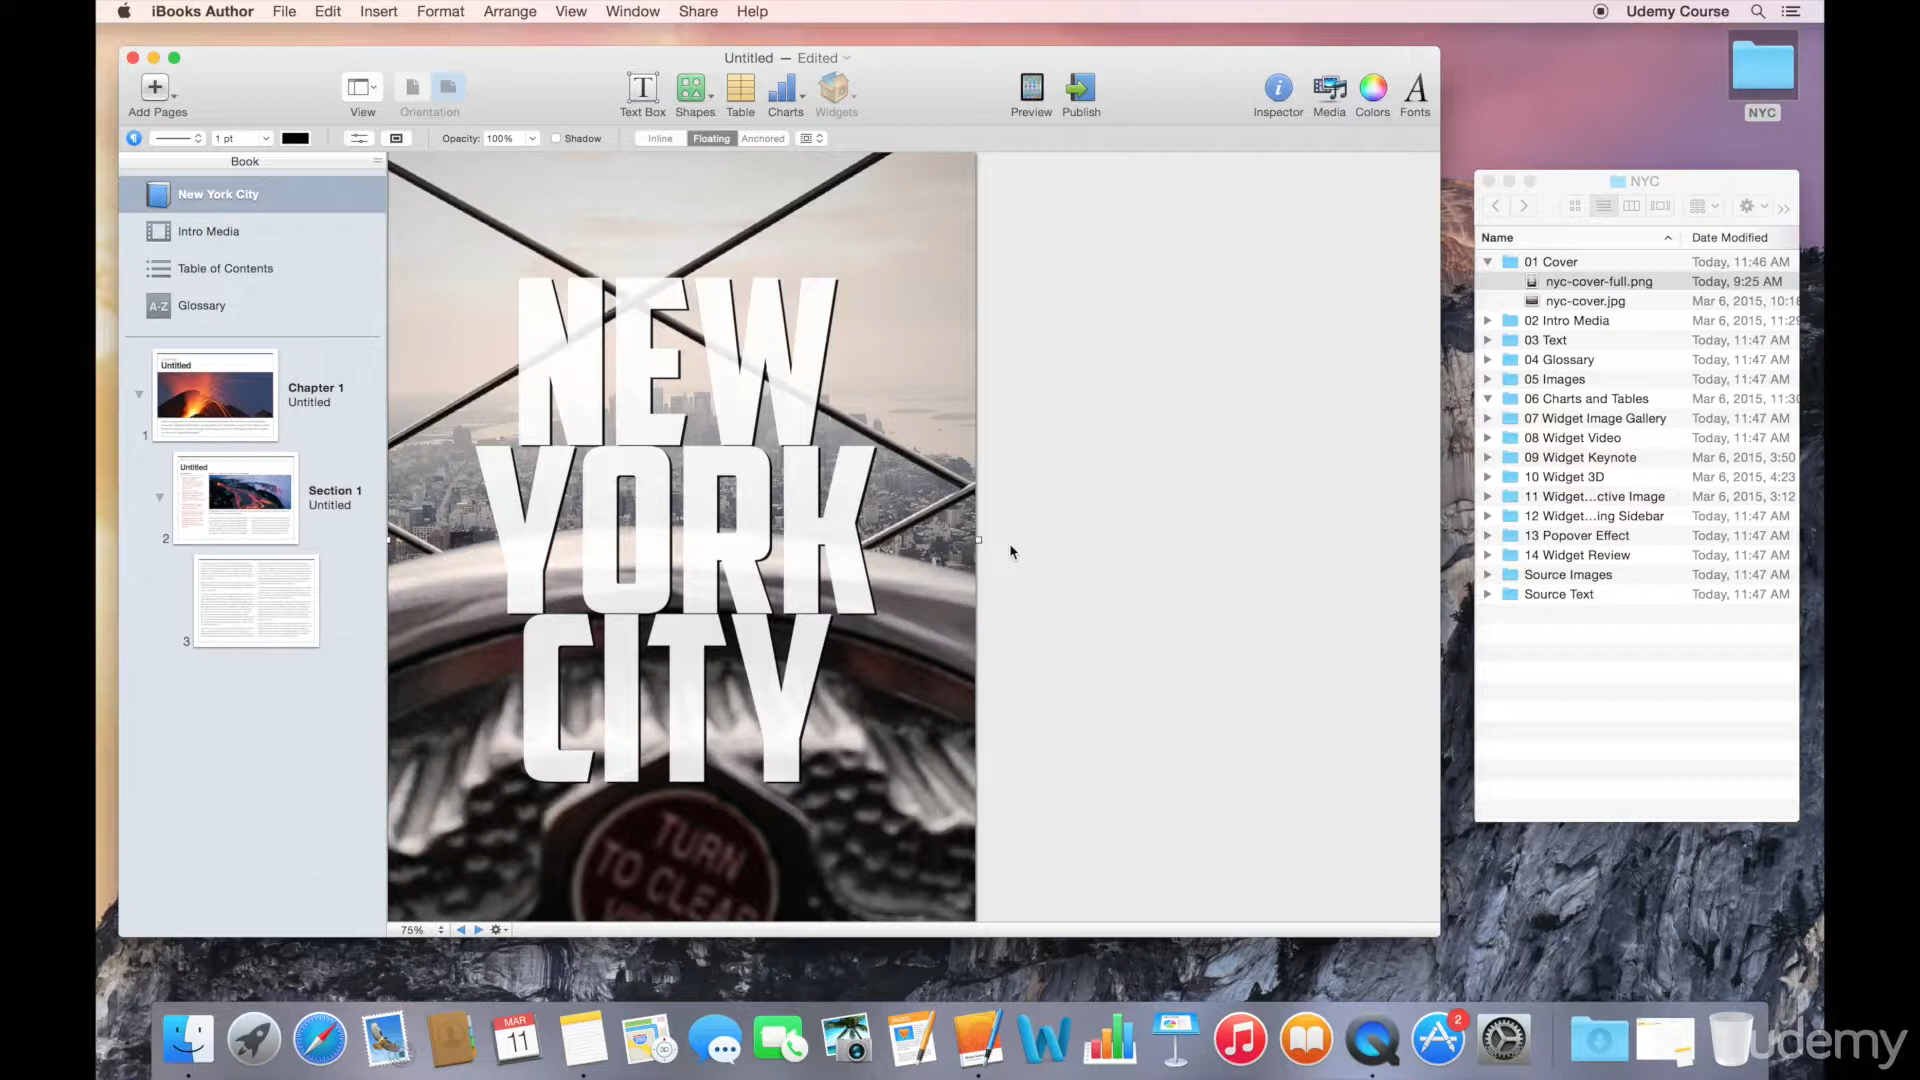 iBooks Author File Edit Insert Format Arrange View Window Share Help Udemy Course
Untitled — Edited
Add Pages View Orientation Text Box Shapes Table Charts Widgets Preview Publish Inspector Media Colors Fonts
1 pt Opacity: 100% Shadow Inline Floating Anchored
Book
New York City
Intro Media
Table of Contents
A-Z Glossary
Untitled
Chapter 1
Untitled
1
Untitled
Section 1
Untitled
2
3
NEW
YORK
CITY
TURN
TO CLEAR
75%
NYC
NYC
Name Date Modified
01 Cover Today, 11:46 AM
nyc-cover-full.png Today, 9:25 AM
nyc-cover.jpg Mar 6, 2015, 10:18
02 Intro Media Mar 6, 2015, 11:29
03 Text Today, 11:47 AM
04 Glossary Today, 11:47 AM
05 Images Today, 11:47 AM
06 Charts and Tables Mar 6, 2015, 11:30
07 Widget Image Gallery Today, 11:47 AM
08 Widget Video Today, 11:47 AM
09 Widget Keynote Mar 6, 2015, 3:50
10 Widget 3D Mar 6, 2015, 4:23
11 Widget...ctive Image Mar 6, 2015, 3:12
12 Widget...ing Sidebar Today, 11:47 AM
13 Popover Effect Today, 11:47 AM
14 Widget Review Today, 11:47 AM
Source Images Today, 11:47 AM
Source Text Today, 11:47 AM
MAR
11
3D
PAGES
W
2
udemy